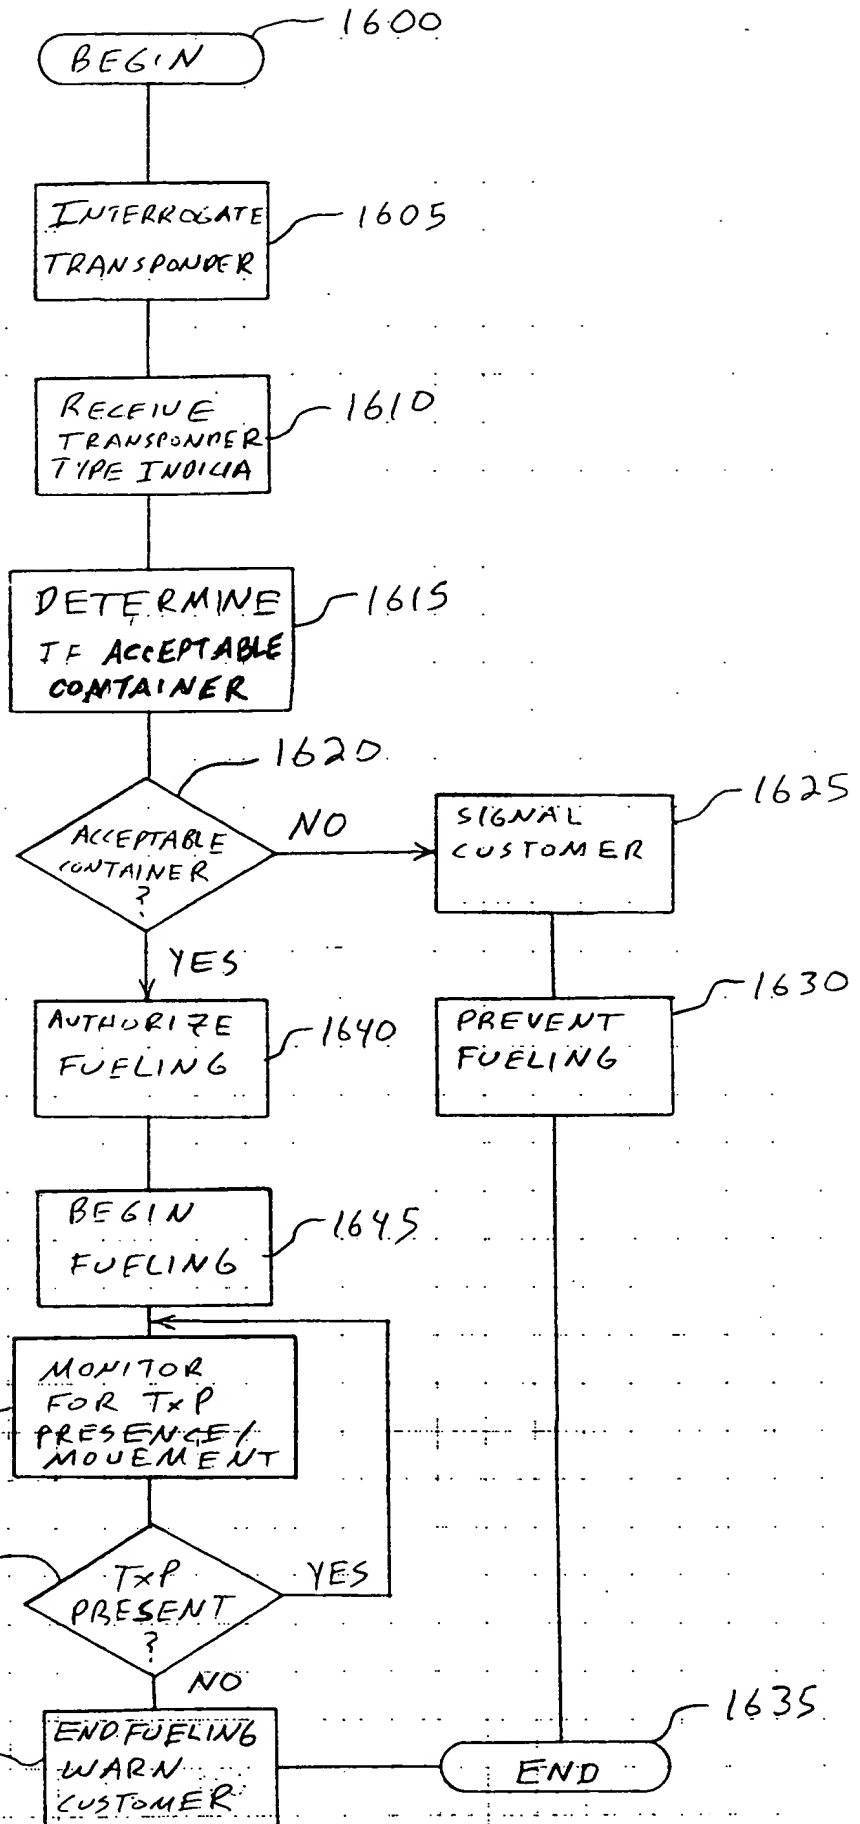 1600
BEGIN
INTERROGATE
TRANSPONDER
1605
RECEIVE
TRANSPONDER
TYPE INDICIA
1610
DETERMINE
IF ACCEPTABLE
CONTAINER
1615
1620
ACCEPTABLE
CONTAINER
?
NO
SIGNAL
CUSTOMER
1625
YES
AUTHORIZE
FUELING
1640
PREVENT
FUELING
1630
BEGIN
FUELING
1645
MONITOR
FOR TxP
PRESENCE/
MOVEMENT
TxP
PRESENT
?
YES
NO
END FUELING
WARN
CUSTOMER
END
1635